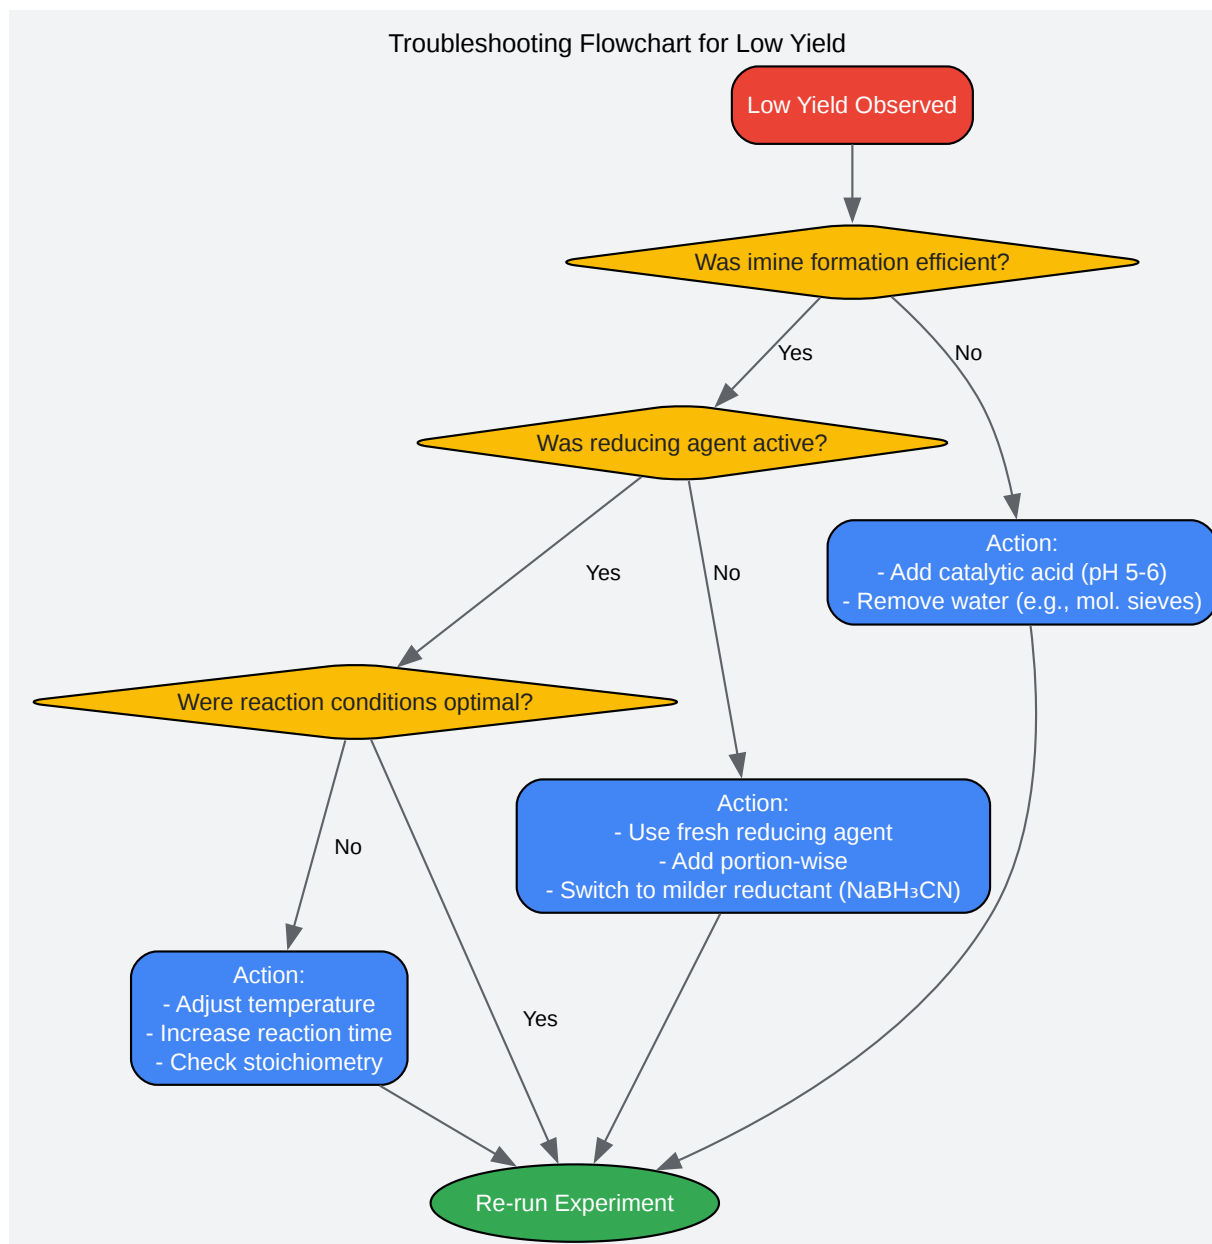 Troubleshooting Flowchart for Low Yield
Low Yield Observed
Was imine formation efficient?
Yes
No
Was reducing agent active?
Yes
No
Action:
- Add catalytic acid (pH 5-6)
- Remove water (e.g., mol. sieves)
Were reaction conditions optimal?
No
Yes
Action:
- Use fresh reducing agent
- Add portion-wise
- Switch to milder reductant (NaBH₃CN)
Action:
- Adjust temperature
- Increase reaction time
- Check stoichiometry
Re-run Experiment